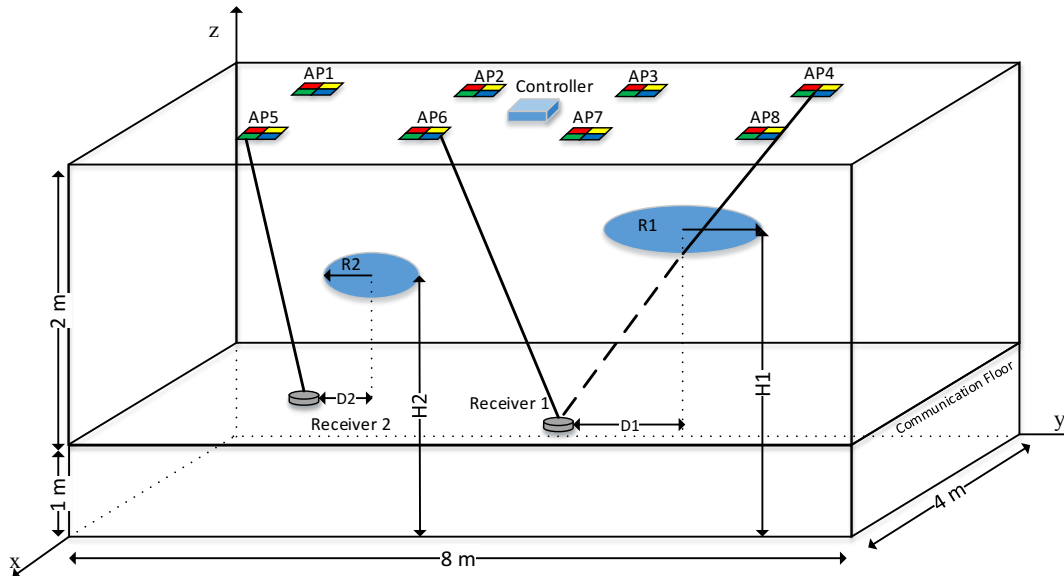 z
AP1
AP2
AP3
AP4
Controller
AP5
AP6
AP7
AP8
R1
R2
2 m
H2
H1
Communication Floor
D2
Receiver 1
Receiver 2
D1
y
1 m
4 m
x
8 m